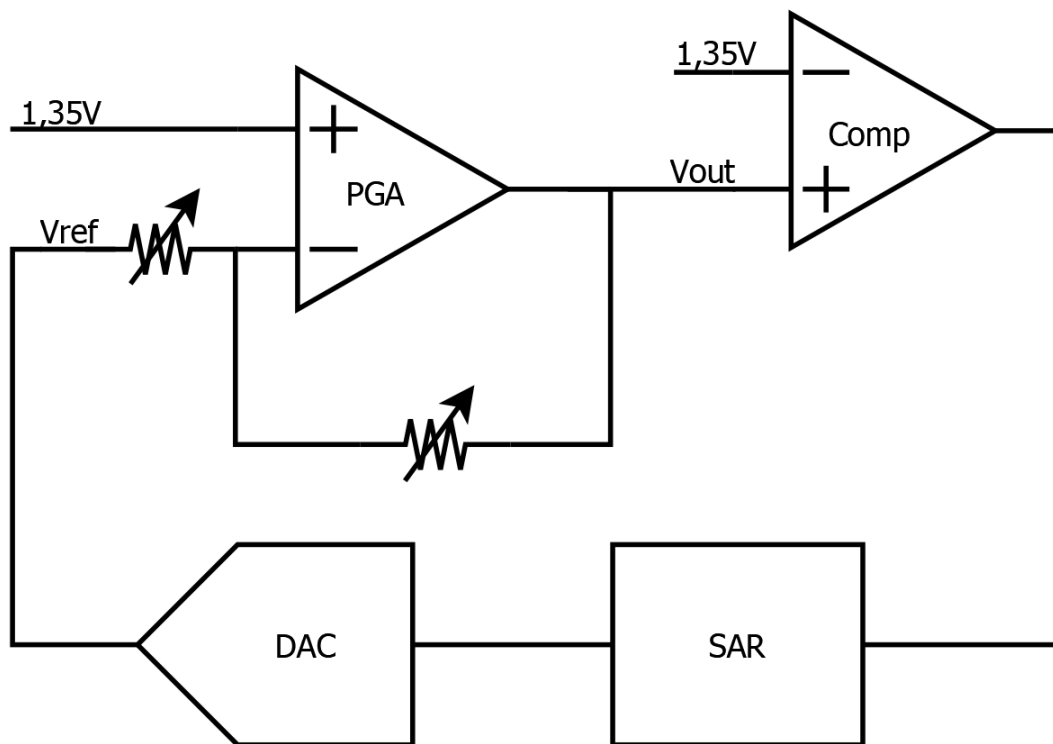 1,35V
1,35V
Comp
PGA
Vout
Vref
DAC
SAR